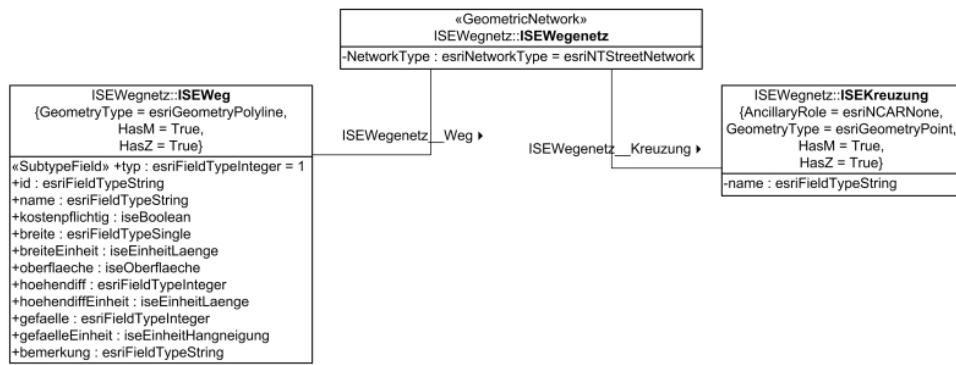 «GeometricNetwork»
ISEWegnetz::ISEWegenetz
-NetworkType : esriNetworkType = esriNTStreetNetwork
ISEWegnetz::ISEWeg
{GeometryType = esriGeometryPolyline,
HasM = True,
HasZ = True}
«SubtypeField» +typ : esriFieldTypeInteger = 1
+id : esriFieldTypeString
+name : esriFieldTypeString
+kostenpflichtig : iseBoolean
+breite : esriFieldTypeSingle
+breiteEinheit : iseEinheitLaenge
+oberflaeche : iseOberflaeche
+hoehendiff : esriFieldTypeInteger
+hoehendiffEinheit : iseEinheitLaenge
+gefaelle : esriFieldTypeInteger
+gefaelleEinheit : iseEinheitHangneigung
+bemerkung : esriFieldTypeString
ISEWegenetz__Weg
ISEWegenetz__Kreuzung
ISEWegnetz::ISEKreuzung
{AncillaryRole = esriNCARNone,
GeometryType = esriGeometryPoint,
HasM = True,
HasZ = True}
-name : esriFieldTypeString